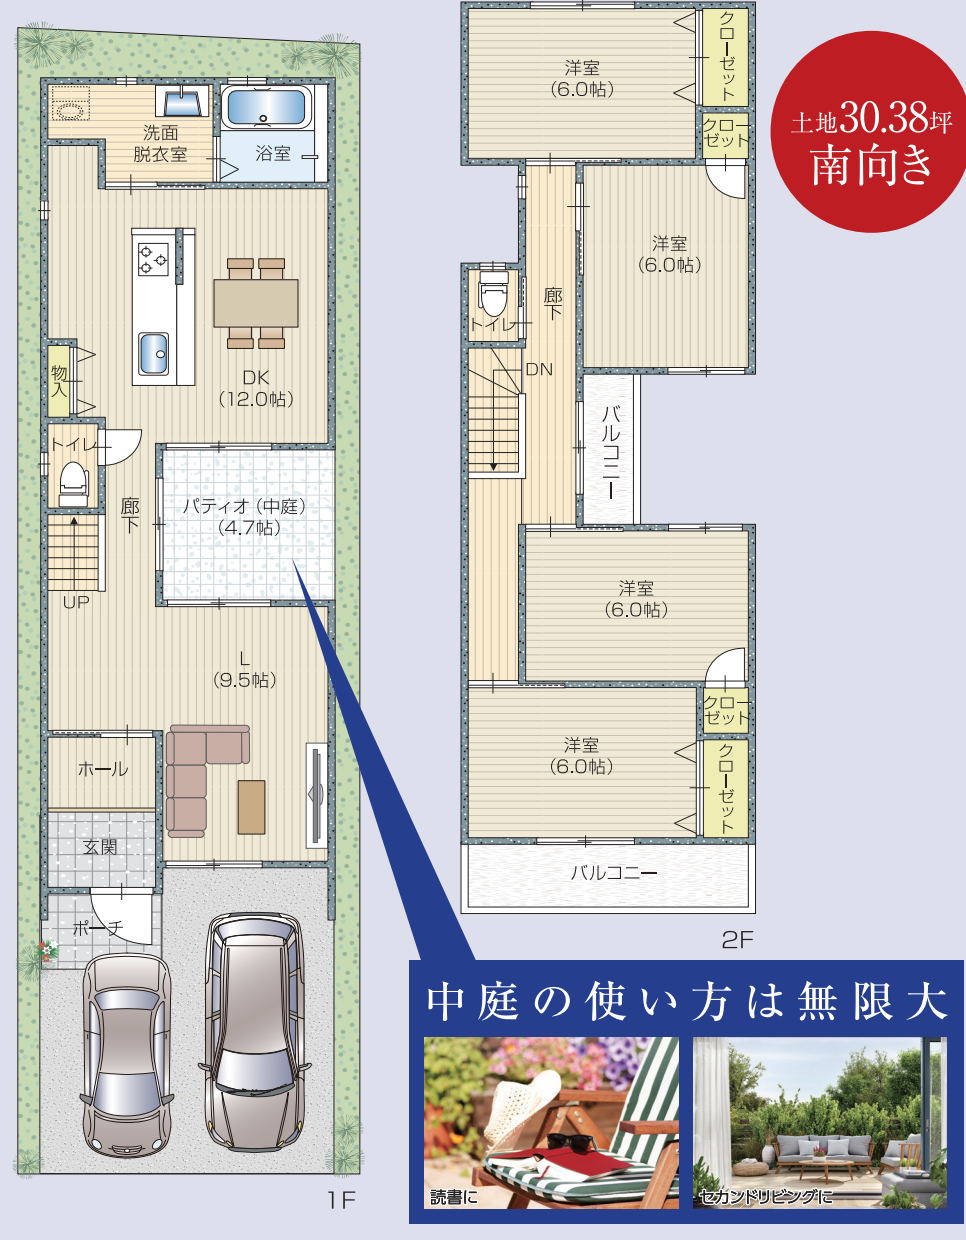 洗面
脱衣室
浴室
DK
(12.0帖)
物入
トイレ
廊下
パティオ(中庭)
(4.7帖)
UP
L
(9.5帖)
ホール
玄関
ポーチ
1F
洋室
(6.0帖)
クローゼット
クロー
ゼット
洋室
(6.0帖)
廊下
トイレ
DN
バルコニー
洋室
(6.0帖)
クロー
ゼット
洋室
(6.0帖)
クローゼット
バルコニー
2F
土地30.38坪
南向き
中庭の使い方は無限大
読書に
セカンドリビングに